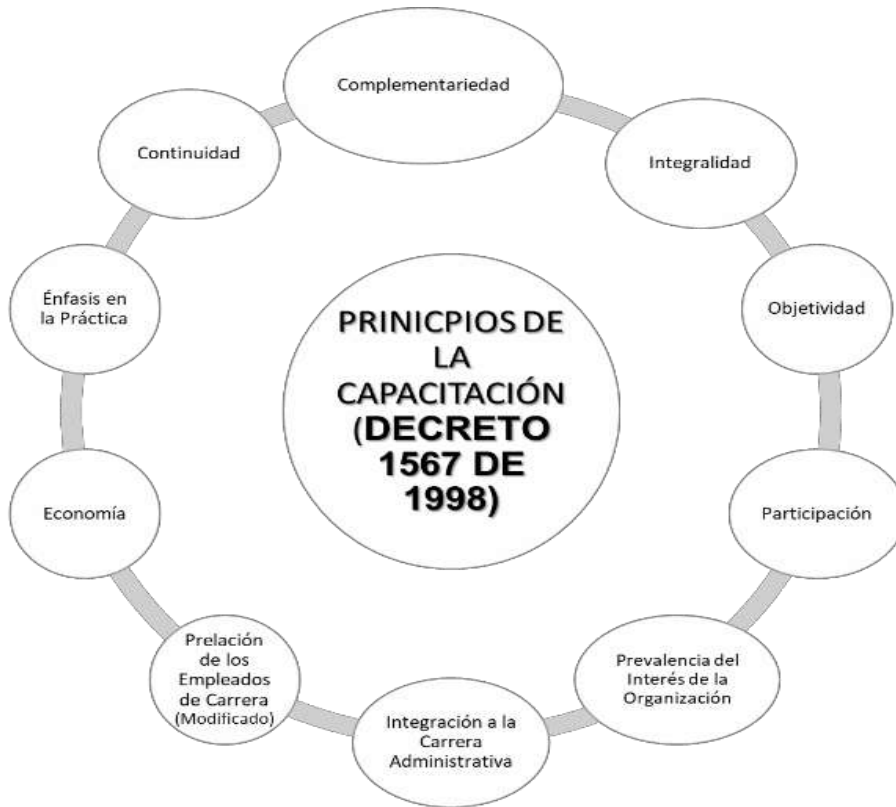 Complementariedad
Integralidad
Objetividad
Participación
Prevalencia del
Interés de la
Organización
Integración a la
Carrera
Administrativa
Prelación
de los
Empleados
de Carrera
(Modificado)
Economía
Énfasis en
la Práctica
Continuidad
PRINICPIOS DE
LA
CAPACITACIÓN
(DECRETO
1567 DE
1998)